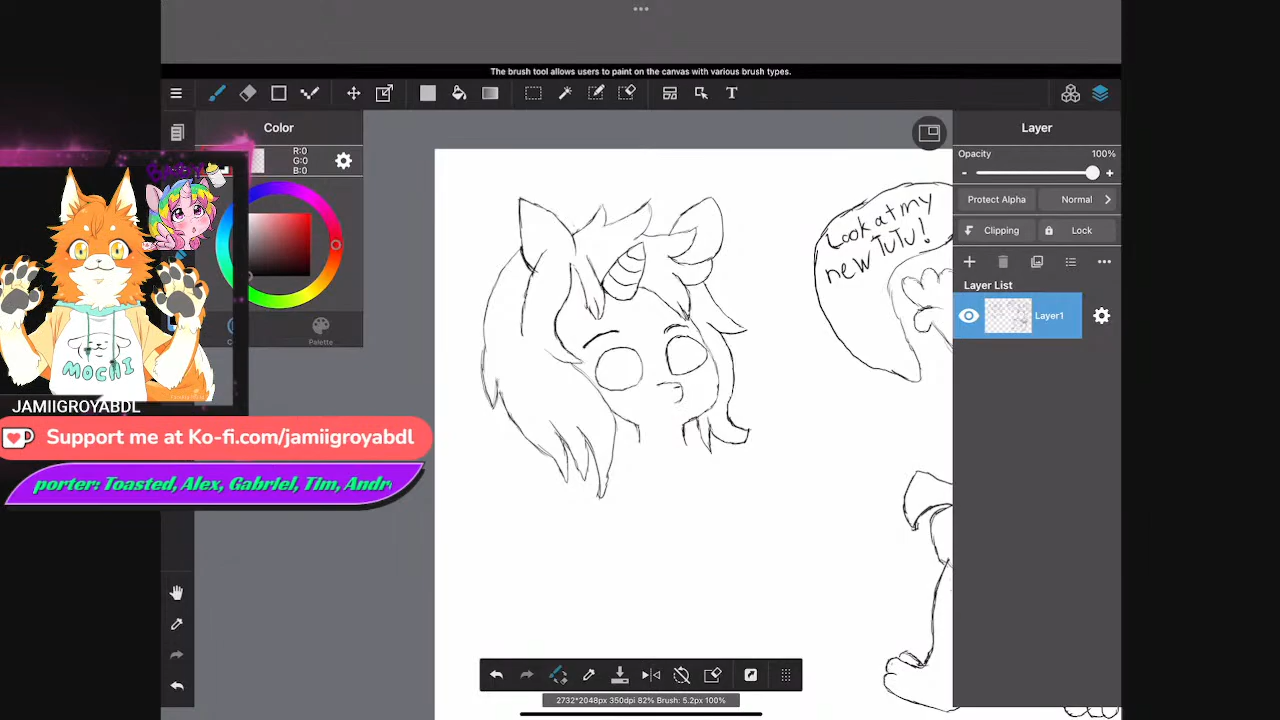 The brush tool allows users to paint on the canvas with various brush types.
T
Color
R:0
G:0
B:0
Palette
MOCHI
JAMIIGROYABDL
Support me at Ko-fi.com/jamiigroyabdl
porter: Toasted, Alex, Gabriel, Tim, Andr
Look at my
new TuTu!
Layer
Opacity 100%
- +
Protect Alpha Normal
Clipping Lock
Layer List
Layer1
2732*2048px 350dpi 82% Brush: 5.2px 100%